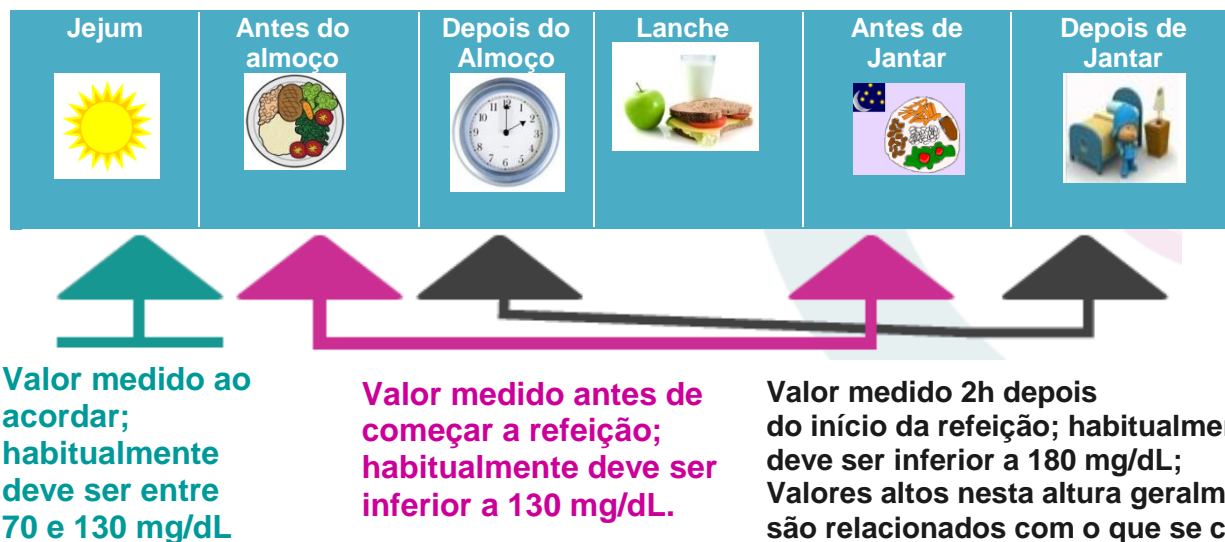 Jejum
Antes do
almoço
Depois do
Almoço
Lanche
Antes de
Jantar
Depois de
Jantar
Valor medido ao
acordar;
habitualmente
deve ser entre
70 e 130 mg/dL
Valor medido antes de
começar a refeição;
habitualmente deve ser
inferior a 130 mg/dL.
Valor medido 2h depois
do início da refeição;
deve ser inferior a 180 mg/dL;
Valores altos nesta altura
são relacionados com o que se